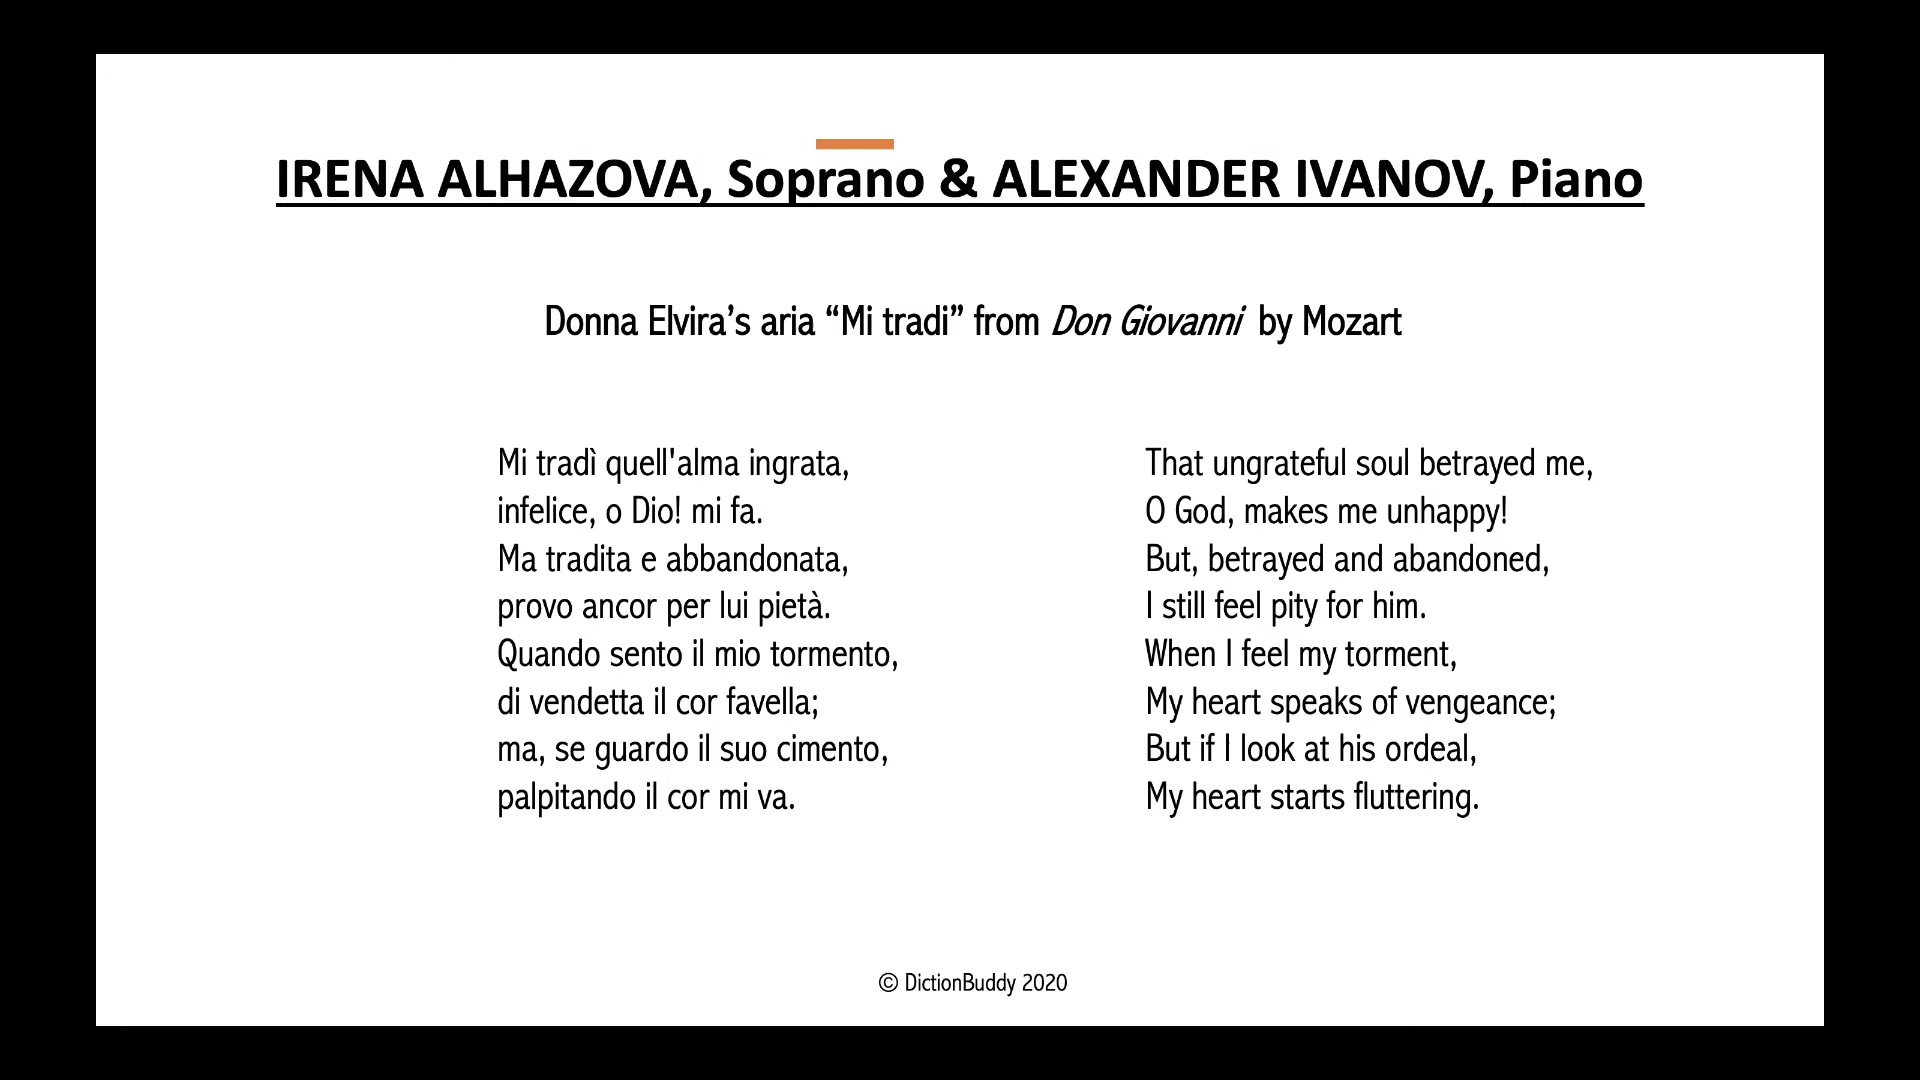 IRENA ALHAZOVA, Soprano & ALEXANDER IVANOV, Piano
Donna Elvira’s aria “Mi tradi” from Don Giovanni by Mozart
Mi tradì quell'alma ingrata,
infelice, o Dio! mi fa.
Ma tradita e abbandonata,
provo ancor per lui pietà.
Quando sento il mio tormento,
di vendetta il cor favella;
ma, se guardo il suo cimento,
palpitando il cor mi va.
That ungrateful soul betrayed me,
O God, makes me unhappy!
But, betrayed and abandoned,
I still feel pity for him.
When I feel my torment,
My heart speaks of vengeance;
But if I look at his ordeal,
My heart starts fluttering.
© DictionBuddy 2020